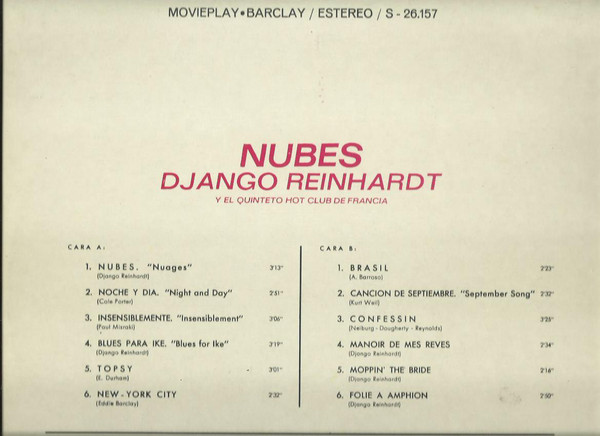 MOVIEPLAY•BARCLAY / ESTEREO / S - 26.157
NUBES
DJANGO REINHARDT
Y EL QUINTETO HOT CLUB DE FRANCIA
CARA A:
1. NUBES. "Nuages" 3'13"
(Django Reinhardt)
2. NOCHE Y DIA. "Night and Day" 2'51"
(Cole Porter)
3. INSENSIBLEMENTE. "Insensiblement" 3'06"
(Paul Misraki)
4. BLUES PARA IKE. "Blues for Ike" 3'19"
(Django Reinhardt)
5. TOPSY 3'01"
(E. Durham)
6. NEW-YORK CITY 2'32"
(Eddie Barclay)
CARA B:
1. BRASIL 2'23"
(A. Barroso)
2. CANCION DE SEPTIEMBRE. "September Song" 2'32"
(Kurt Weil)
3. CONFESSIN 3'25"
(Neiburg - Dougherty - Reynolds)
4. MANOIR DE MES REVES 2'34"
(Django Reinhardt)
5. MOPPIN' THE BRIDE 2'16"
(Django Reinhardt)
6. FOLIE A AMPHION 2'50"
(Django Reinhardt)